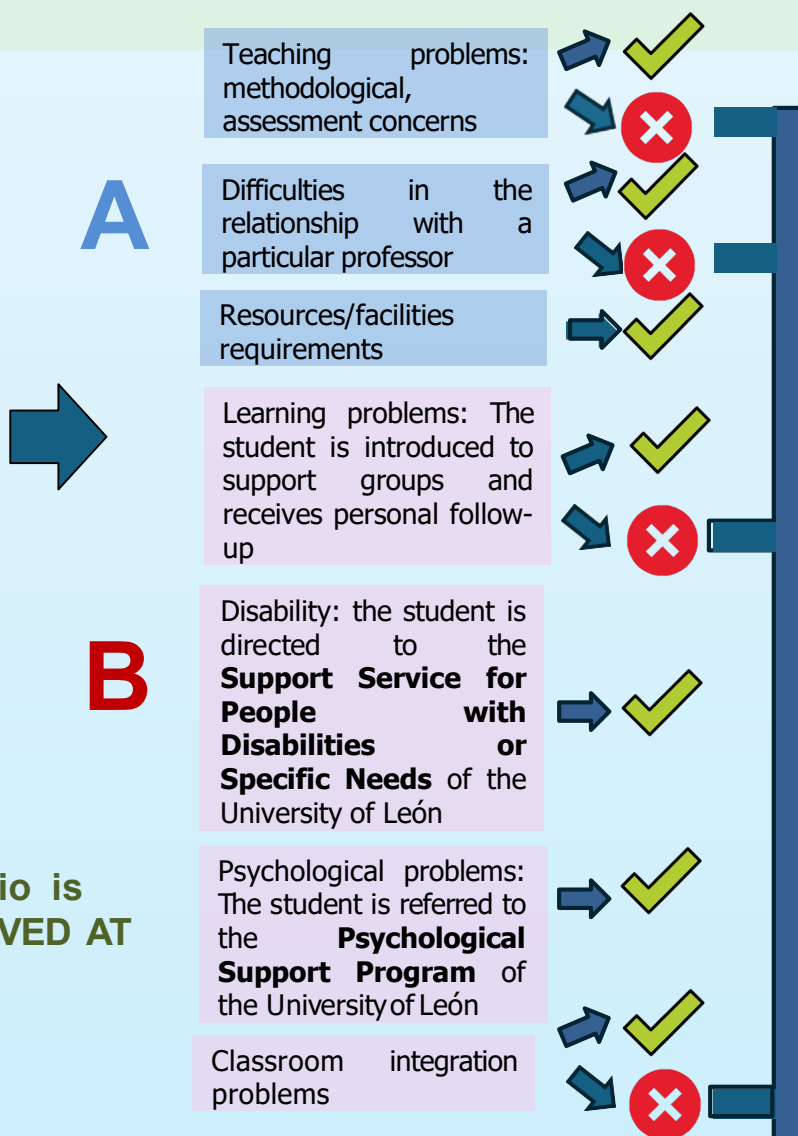 Teaching problems:
methodological,
assessment concerns
A
Difficulties in the
relationship with a
particular professor
Resources/facilities
requirements
Learning problems: The
student is introduced to
support groups and
receives personal follow-
up
B
Disability: the student is
directed to the
Support Service for
People with
Disabilities or
Specific Needs of the
University of León
io is
VED AT
Psychological problems:
The student is referred to
the Psychological
Support Program of
the University of León
Classroom integration
problems